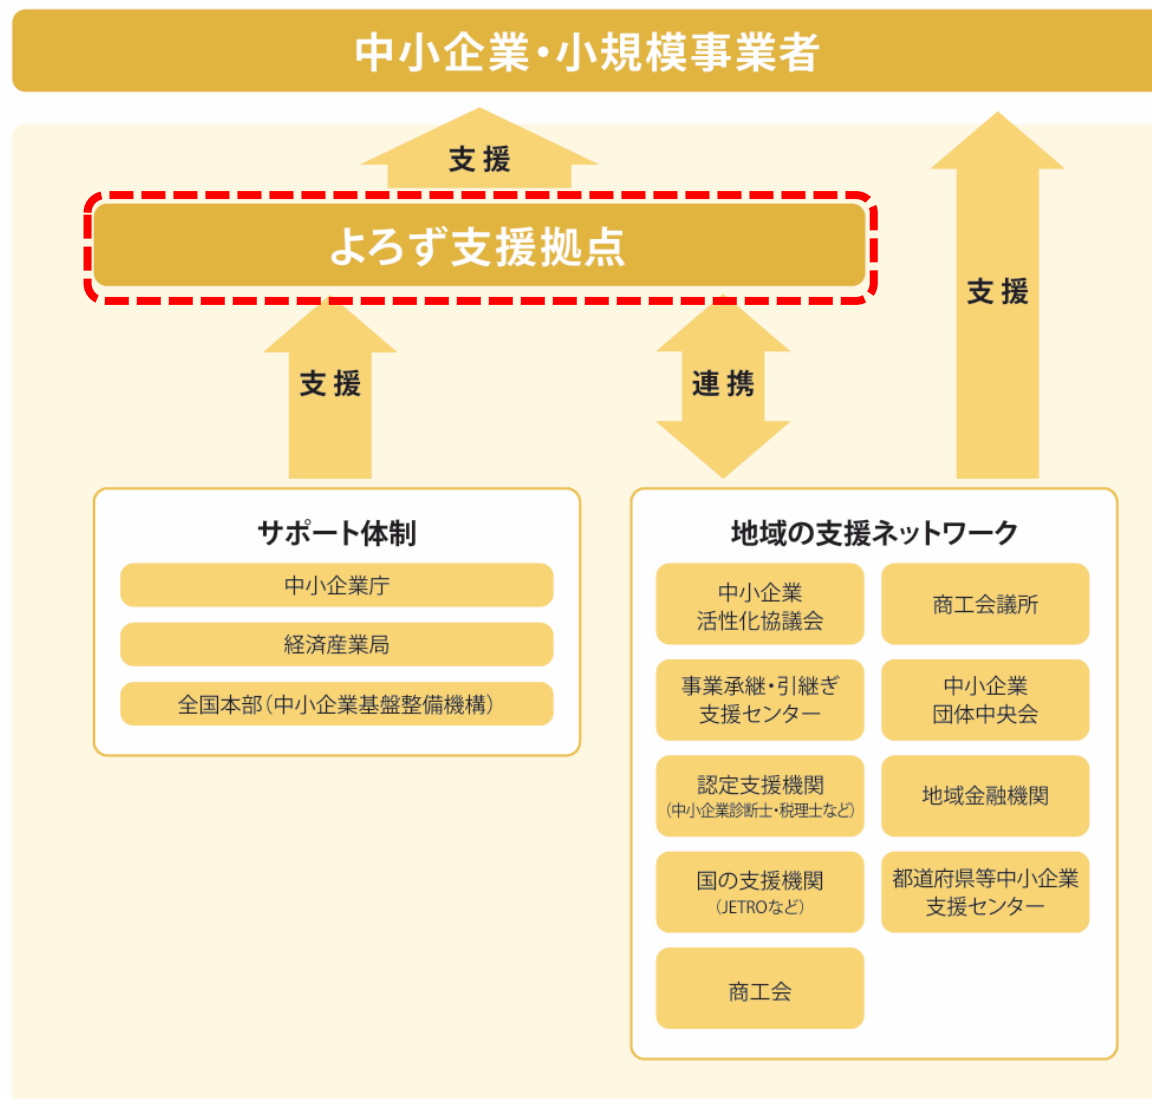 中小企業・小規模事業者
支援
よろず支援拠点
支援
支援
連携
サポート体制
中小企業庁
経済産業局
全国本部（中小企業基盤整備機構）
地域の支援ネットワーク
中小企業
活性化協議会
商工会議所
事業承継・引継ぎ
支援センター
中小企業
団体中央会
認定支援機関
（中小企業診断士・税理士など）
地域金融機関
国の支援機関
（JETROなど）
都道府県等中小企業
支援センター
商工会